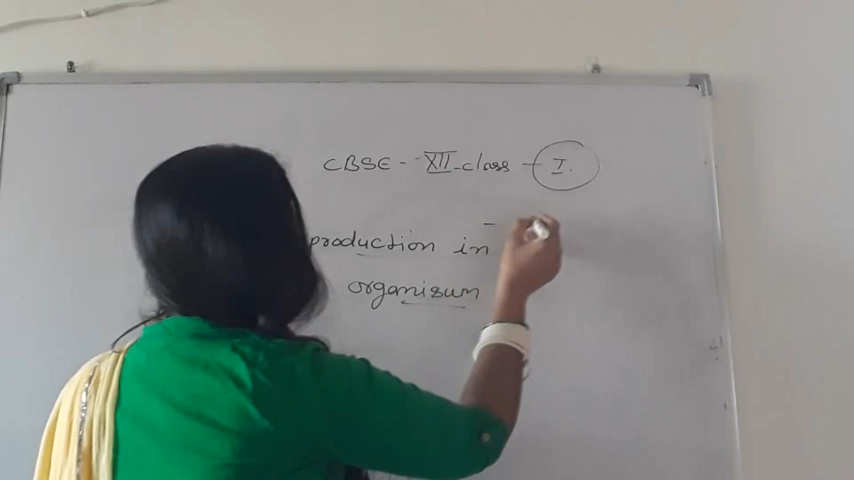 CBSE - XII - class - I.
production in
organisum